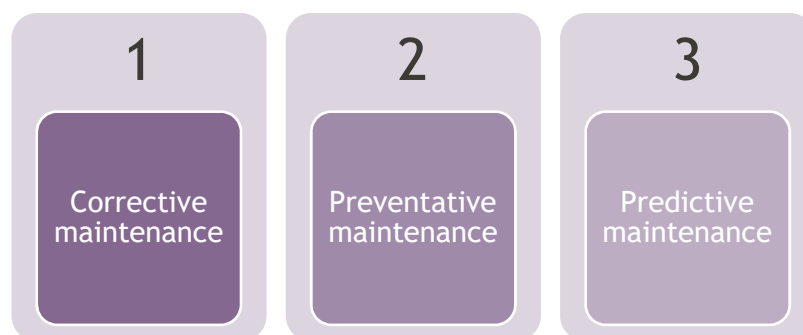 1
Corrective
maintenance
2
Preventative
maintenance
3
Predictive
maintenance